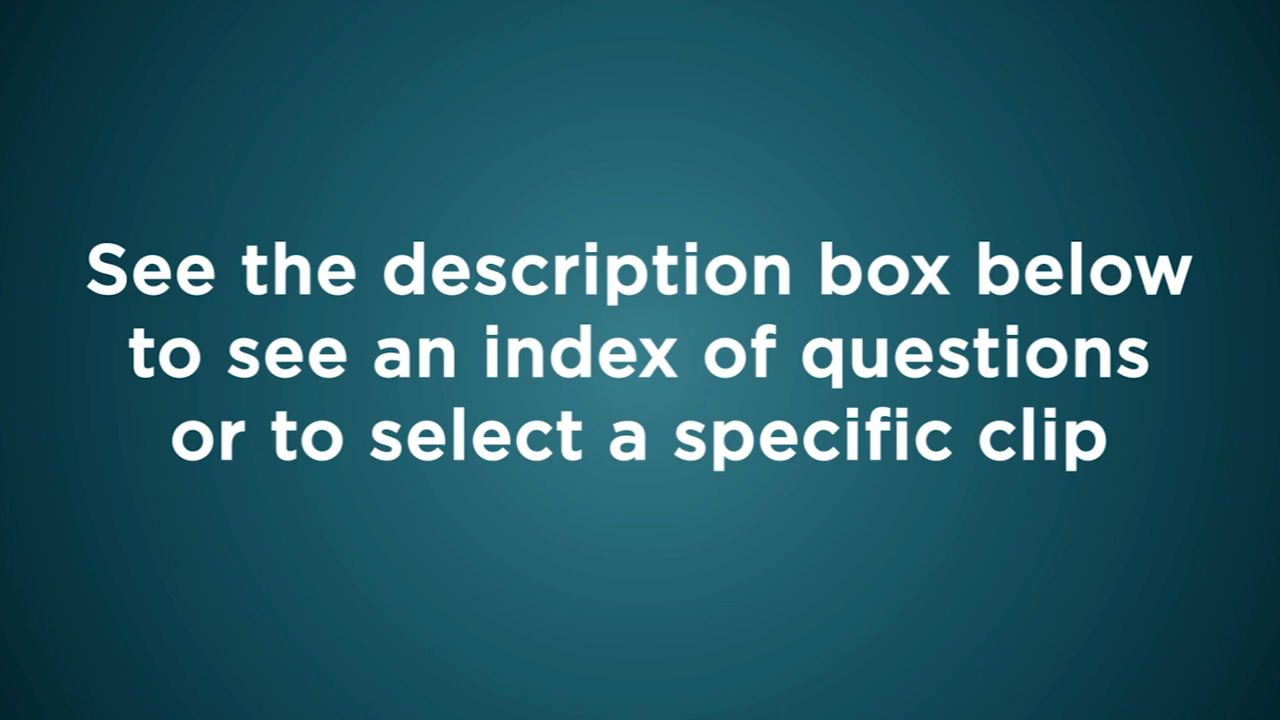 See the description box below
to see an index of questions
or to select a specific clip